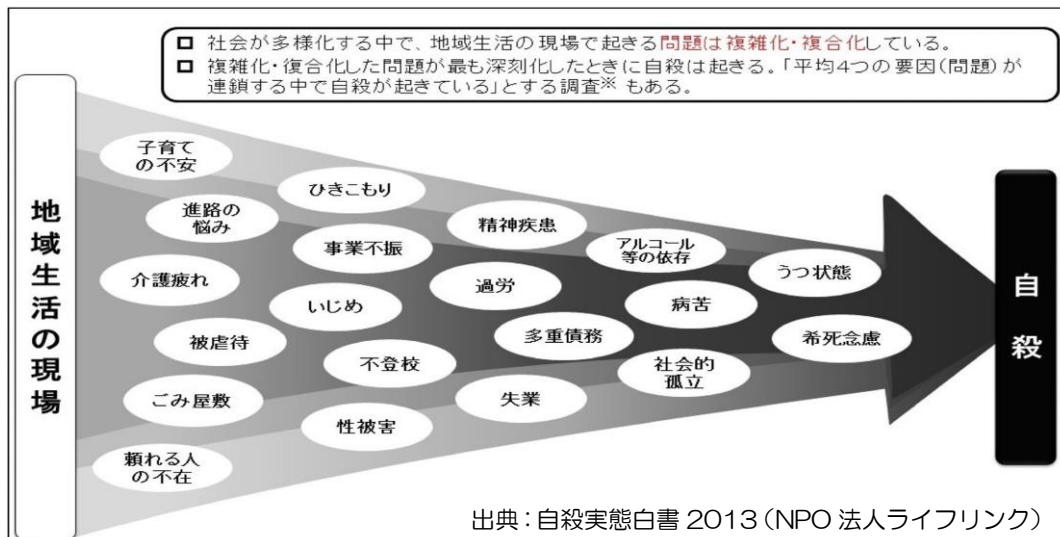 □ 社会が多様化する中で、地域生活の現場で起きる問題は複雑化・複合化している。
□ 複雑化・復合化した問題が最も深刻化したときに自殺は起きる。「平均4つの要因(問題)が
連鎖する中で自殺が起きている」とする調査※ もある。
地域生活の現場
子育て
の不安
進路の
悩み
介護疲れ
被虐待
ごみ屋敷
頼れる人
の不在
ひきこもり
事業不振
いじめ
不登校
性被害
精神疾患
過労
多重債務
失業
アルコール
等の依存
病苦
社会的
孤立
うつ状態
希死念慮
自殺
出典：自殺実態白書 2013（NPO 法人ライフリンク）